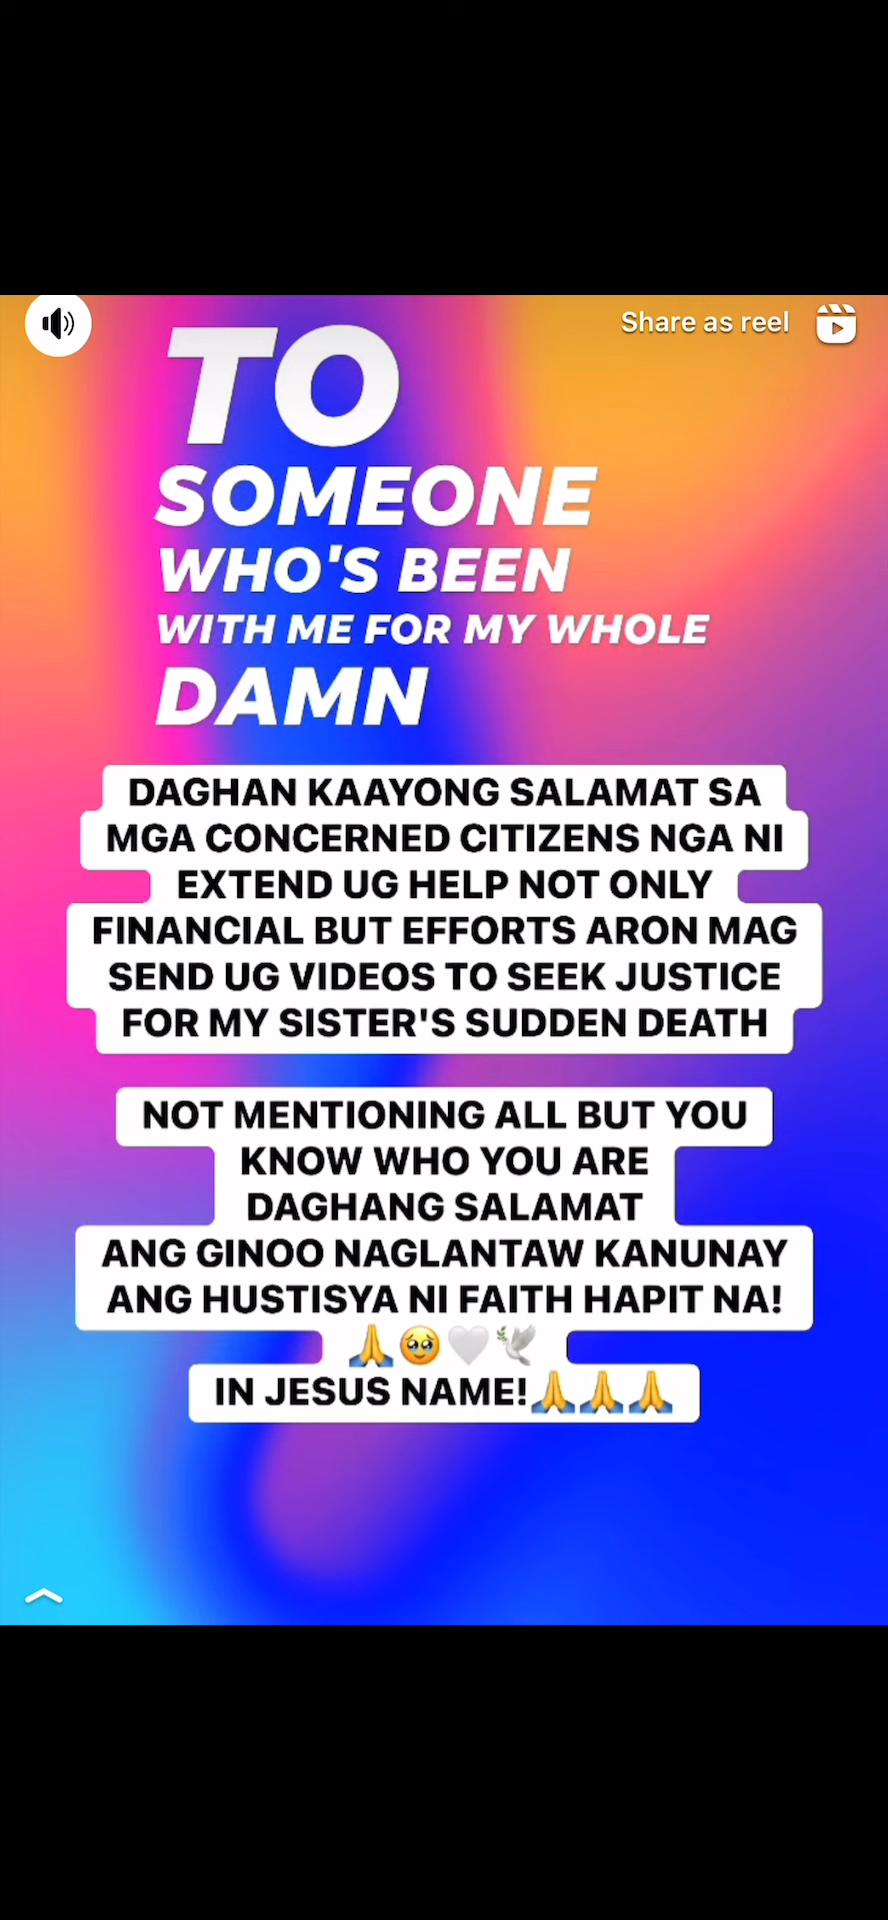 Share as reel
TO
SOMEONE
WHO'S BEEN
WITH ME FOR MY WHOLE
DAMN
DAGHAN KAAYONG SALAMAT SA
MGA CONCERNED CITIZENS NGA NI
EXTEND UG HELP NOT ONLY
FINANCIAL BUT EFFORTS ARON MAG
SEND UG VIDEOS TO SEEK JUSTICE
FOR MY SISTER'S SUDDEN DEATH
NOT MENTIONING ALL BUT YOU
KNOW WHO YOU ARE
DAGHANG SALAMAT
ANG GINOO NAGLANTAW KANUNAY
ANG HUSTISYA NI FAITH HAPIT NA!
🙏🥹🤍🕊️
IN JESUS NAME!🙏🙏🙏